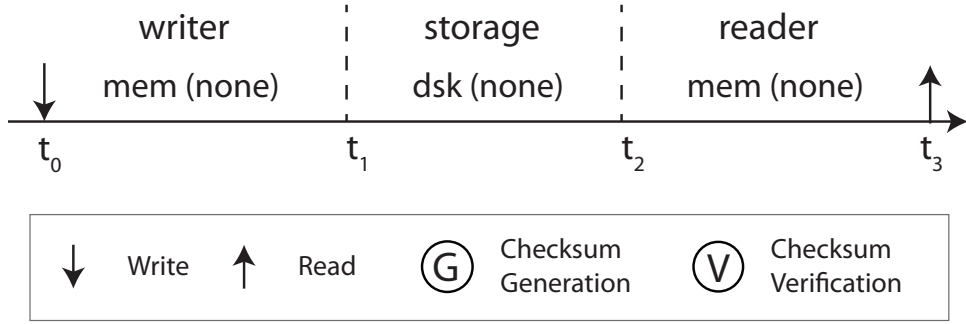 writer storage reader
mem (none) dsk (none) mem (none)
t0 t1 t2 t3
Write Read G Checksum Generation V Checksum Verification